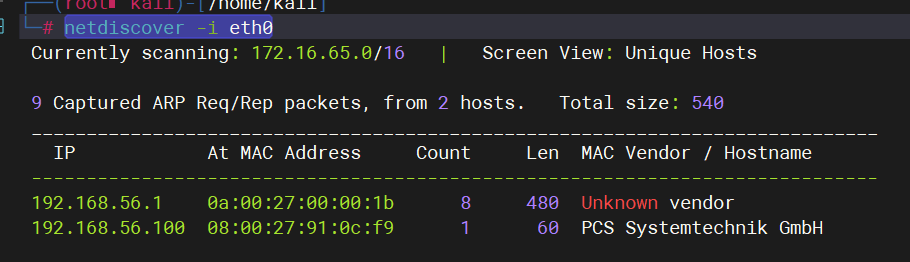 ┌──(root💀kali)-[/home/kali]
└─# netdiscover -i eth0
Currently scanning: 172.16.65.0/16   |   Screen View: Unique Hosts
9 Captured ARP Req/Rep packets, from 2 hosts.   Total size: 540
_____________________________________________________________________________
IP            At MAC Address     Count     Len  MAC Vendor / Hostname
-----------------------------------------------------------------------------
192.168.56.1    0a:00:27:00:00:1b      8     480  Unknown vendor
192.168.56.100  08:00:27:91:0c:f9      1      60  PCS Systemtechnik GmbH